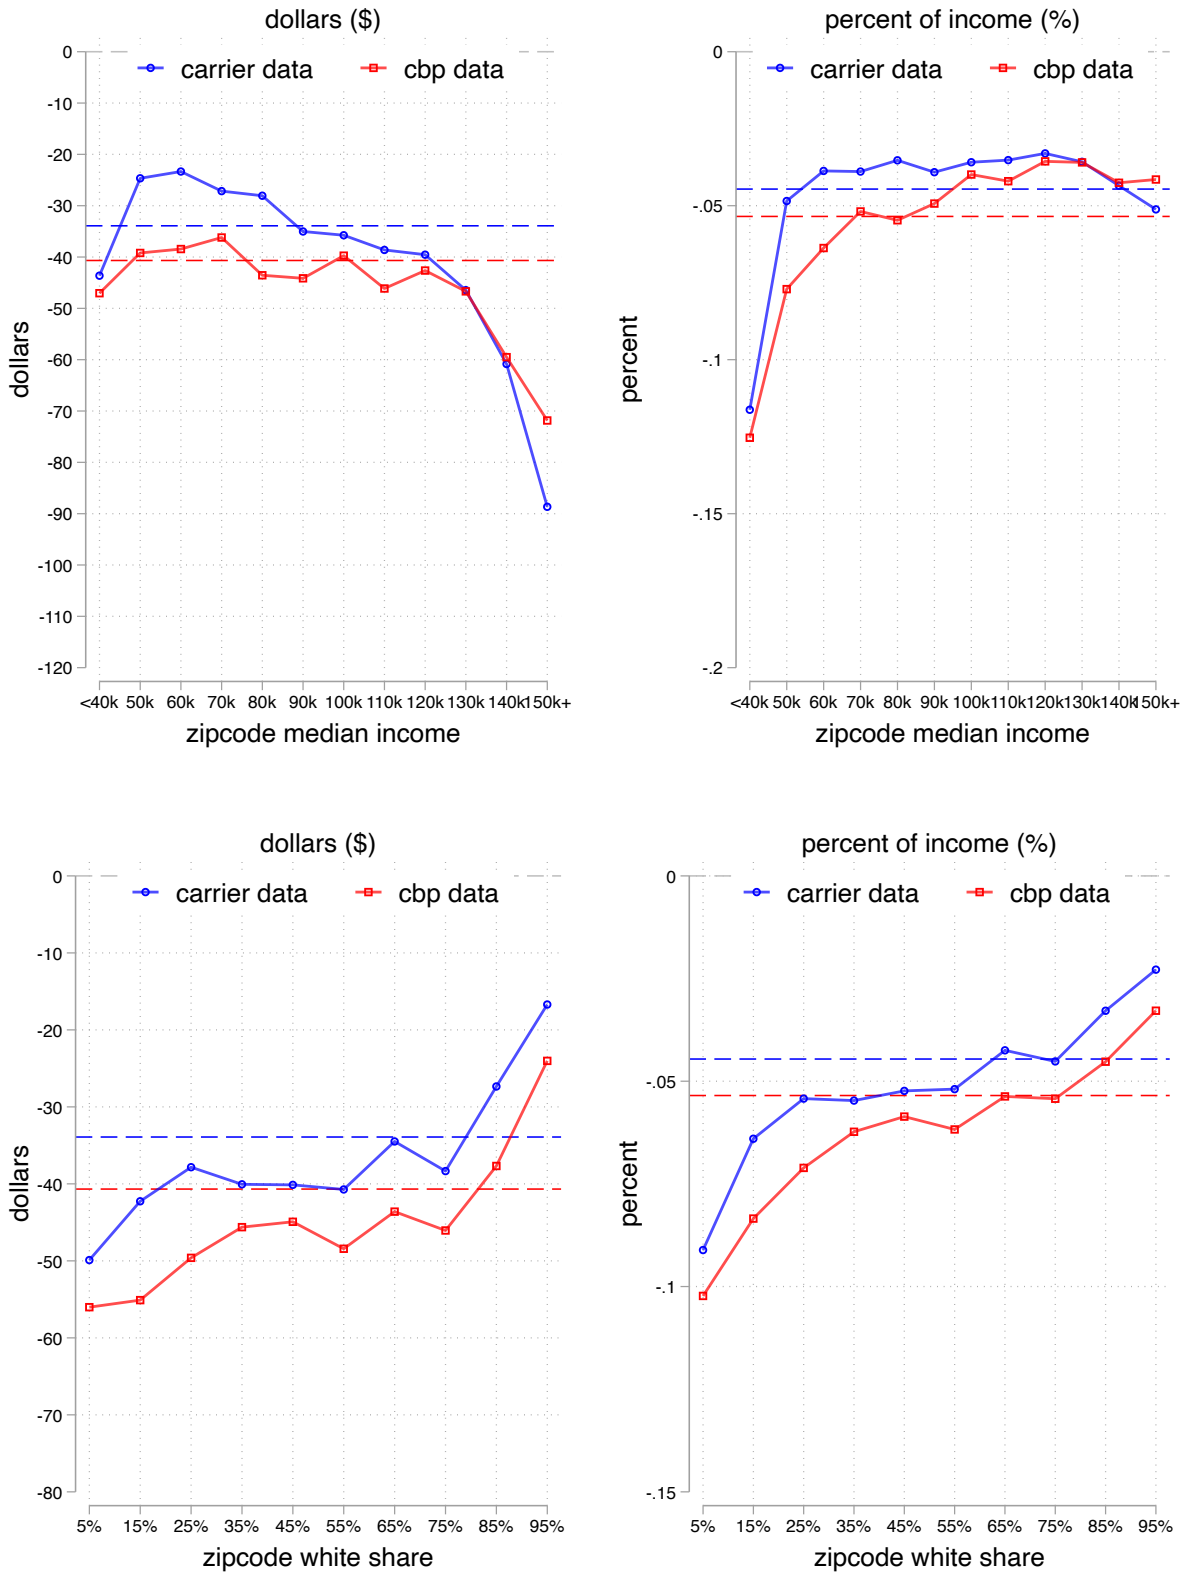 dollars ($)
carrier data cbp data
0
-10
-20
-30
-40
-50
-60
-70
-80
-90
-100
-110
-120
dollars
<40k 50k 60k 70k 80k 90k 100k 110k 120k 130k 140k 150k+
zipcode median income
percent of income (%)
carrier data cbp data
0
-.05
-.1
-.15
-.2
percent
<40k 50k 60k 70k 80k 90k 100k 110k 120k 130k 140k 150k+
zipcode median income
dollars ($)
carrier data cbp data
0
-10
-20
-30
-40
-50
-60
-70
-80
dollars
5% 15% 25% 35% 45% 55% 65% 75% 85% 95%
zipcode white share
percent of income (%)
carrier data cbp data
0
-.05
-.1
-.15
percent
5% 15% 25% 35% 45% 55% 65% 75% 85% 95%
zipcode white share